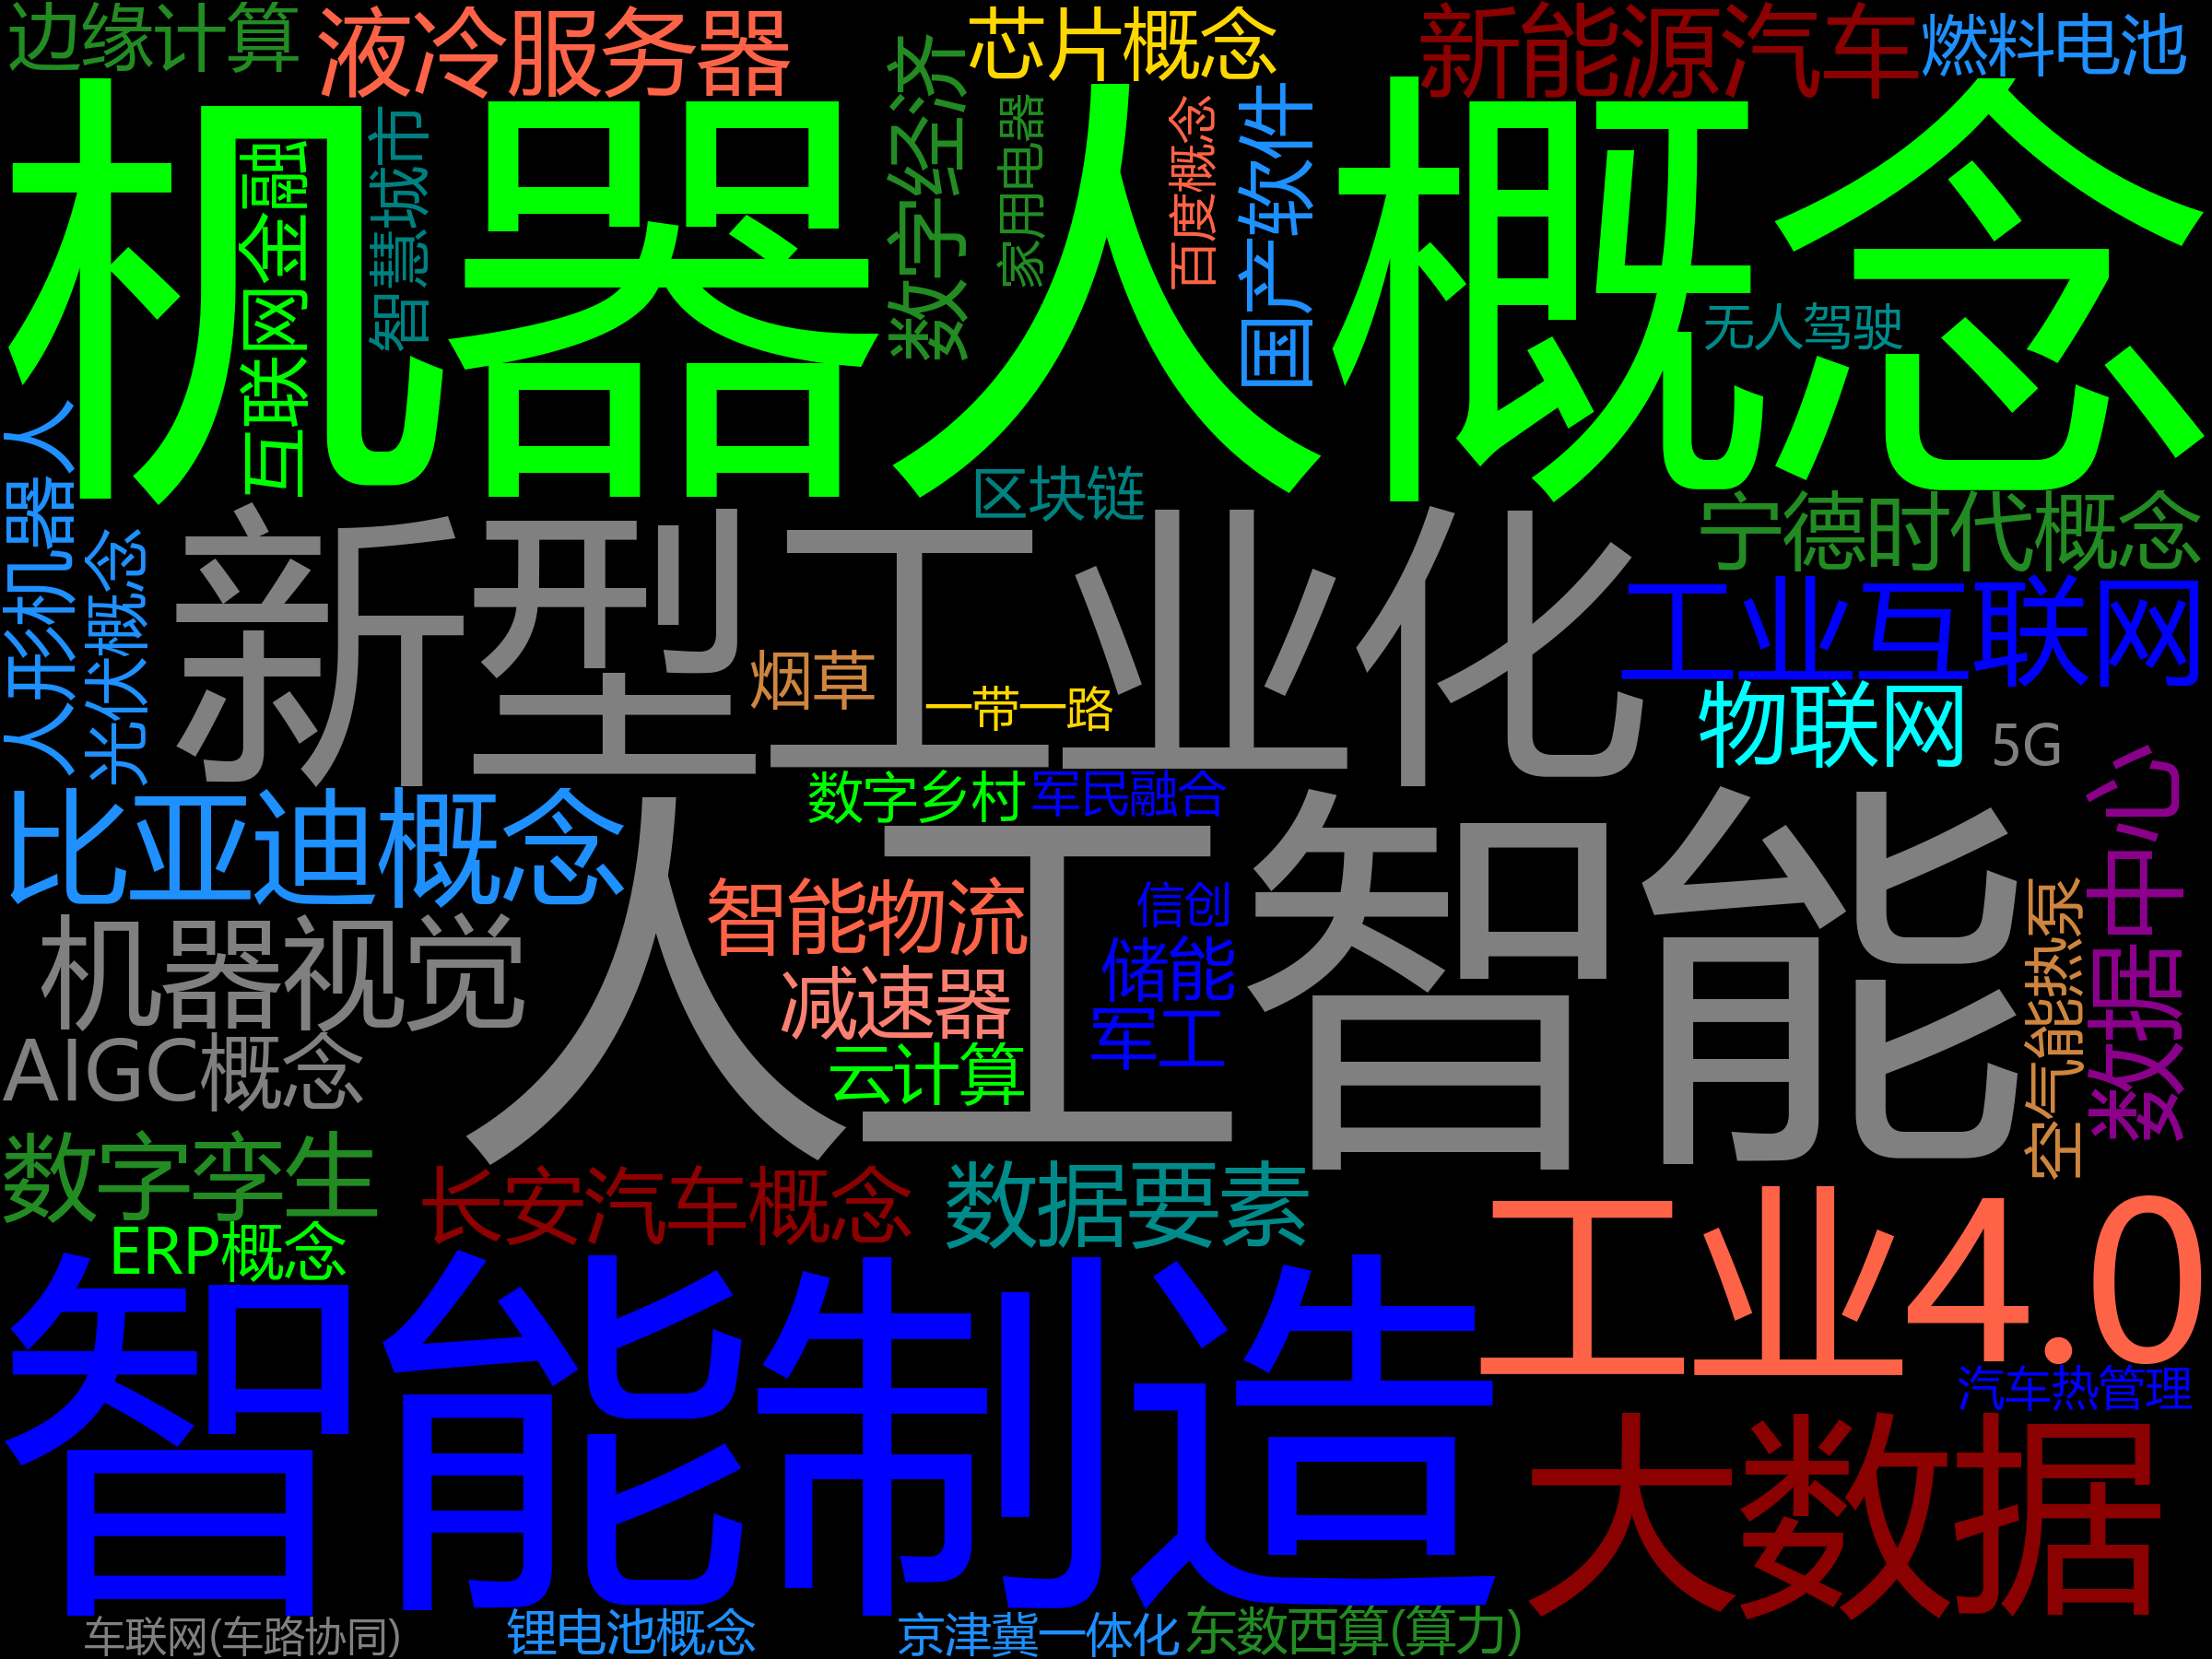 边缘计算
液冷服务器
芯片概念
新能源汽车
燃料电池
机器人概念
互联网金融
智慧城市
数字经济
家用电器
百度概念
国产软件
无人驾驶
人形机器人
光伏概念
区块链
宁德时代概念
新型工业化
工业互联网
烟草
一带一路
物联网
5G
数字乡村
军民融合
比亚迪概念
人工智能
智能物流
信创
储能
减速器
军工
云计算
机器视觉
AIGC概念
空气能热泵
数据中心
数字孪生
长安汽车概念
数据要素
ERP概念
工业4.0
智能制造
汽车热管理
大数据
车联网(车路协同)
锂电池概念
京津冀一体化
东数西算(算力)